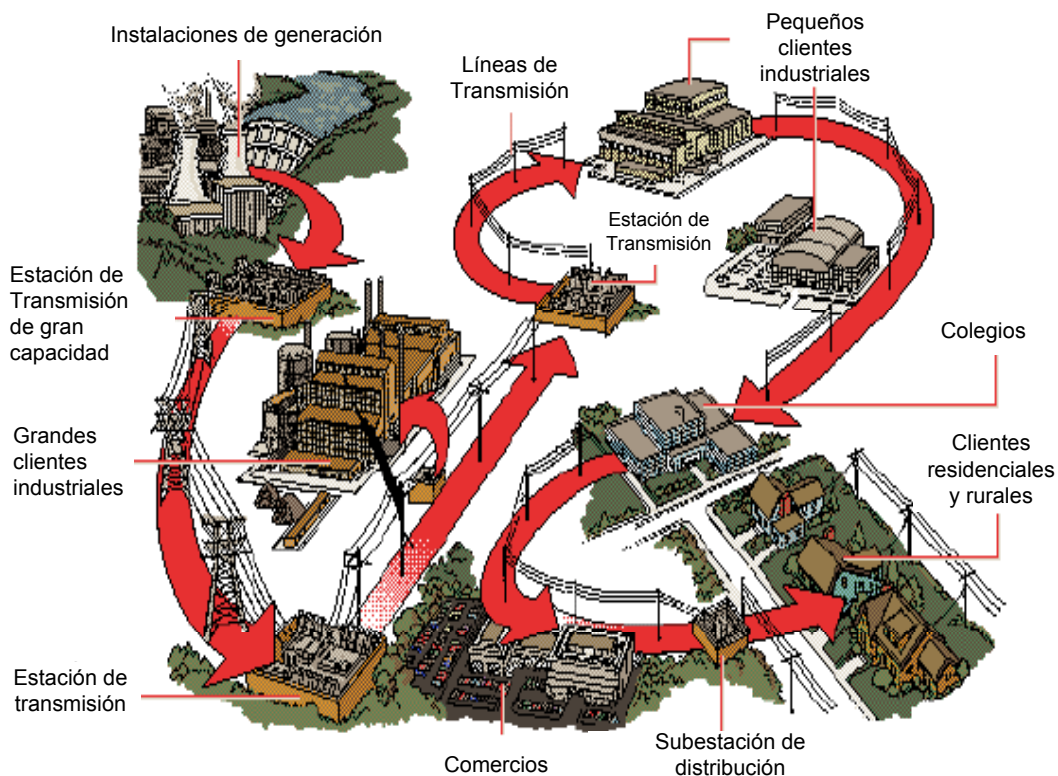 Instalaciones de generación
Líneas de
Transmisión
Pequeños
clientes
industriales
Estación de
Transmisión
Estación de
Transmisión
de gran
capacidad
Colegios
Grandes
clientes
industriales
Clientes
residenciales
y rurales
Estación de
transmisión
Comercios
Subestación de
distribución